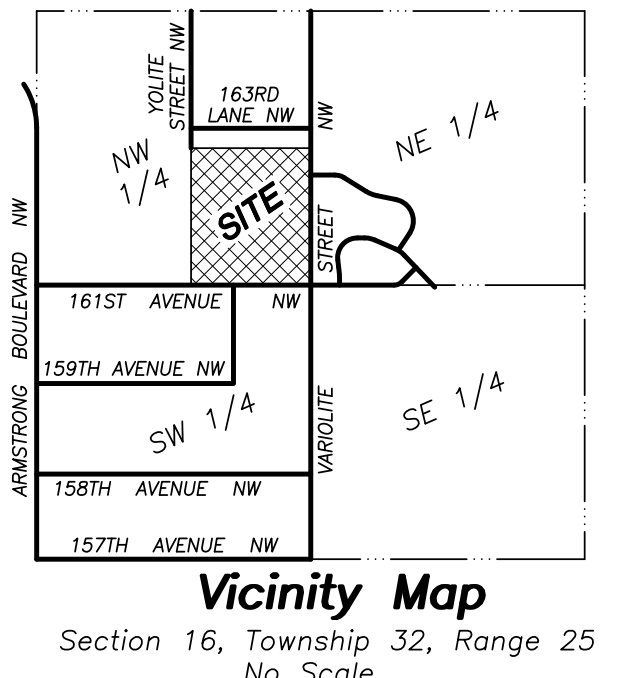 YOLITE
STREET NW
163RD
LANE NW
NW
NE 1/4
NW
1/4
SITE
STREET
ARMSTRONG BOULEVARD NW
161ST AVENUE NW
159TH AVENUE NW
SW 1/4
SE 1/4
VARIOLITE
158TH AVENUE NW
157TH AVENUE NW
Vicinity Map
Section 16, Township 32, Range 25
No Scale